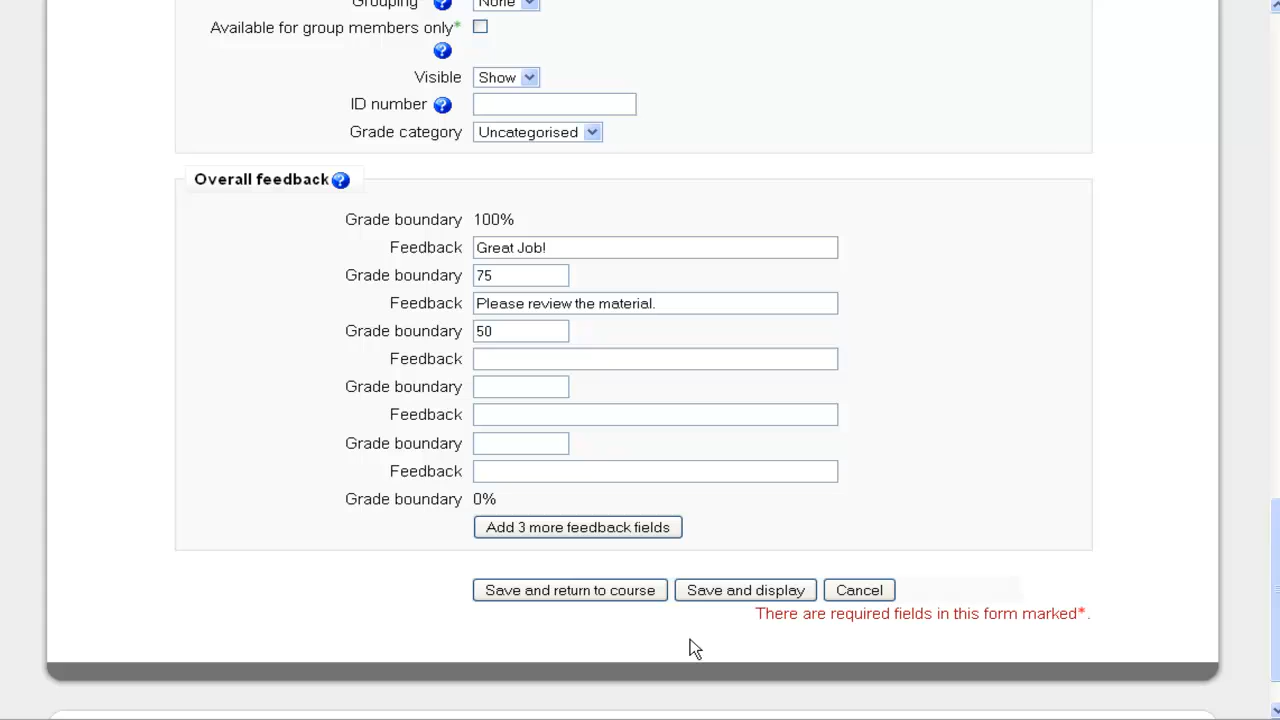 Grouping None
Available for group members only*
Visible Show
ID number
Grade category Uncategorised
Overall feedback
Grade boundary 100%
Feedback Great Job!
Grade boundary 75
Feedback Please review the material.
Grade boundary 50
Feedback
Grade boundary
Feedback
Grade boundary
Feedback
Grade boundary 0%
Add 3 more feedback fields
Save and return to course Save and display Cancel
There are required fields in this form marked*.